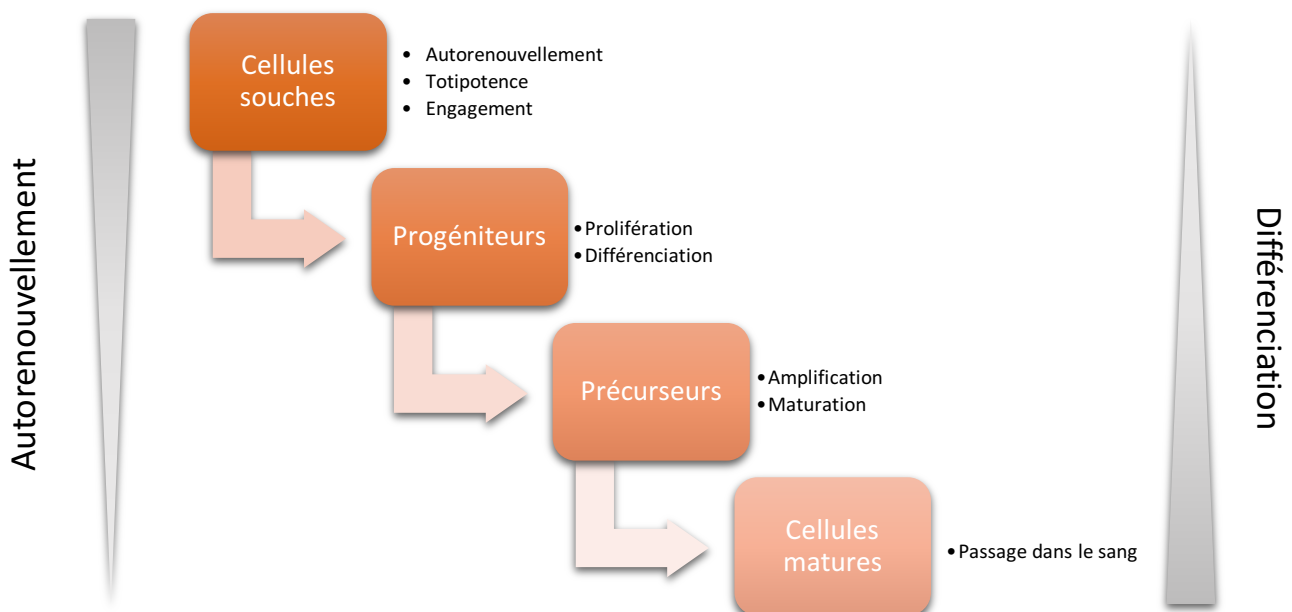 Autorenouvellement
Cellules
souches
• Autorenouvellement
• Totipotence
• Engagement
Progéniteurs
• Prolifération
• Différenciation
Précurseurs
• Amplification
• Maturation
Cellules
matures
• Passage dans le sang
Différenciation